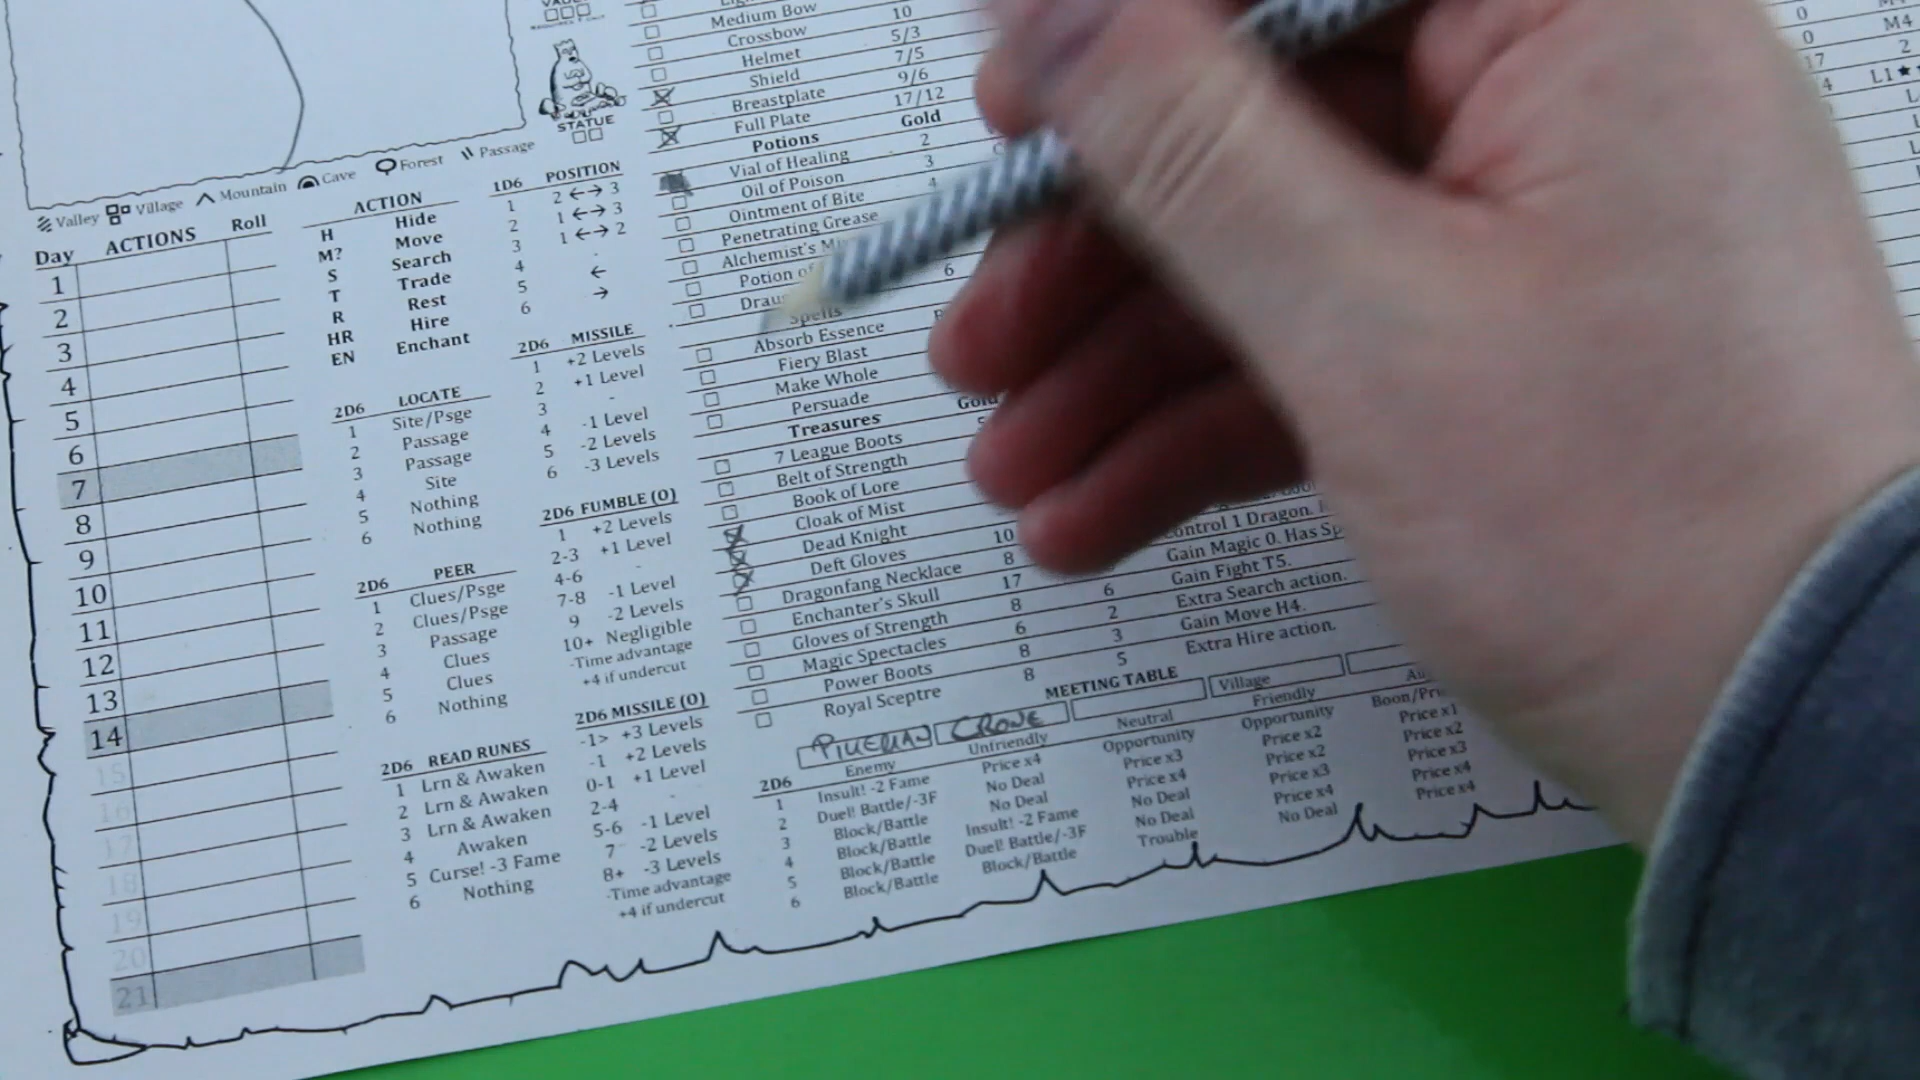 Medium Bow 10
Crossbow 5/3
Helmet 7/5
Shield 9/6
Breastplate 17/12
Full Plate
Potions Gold
Vial of Healing 2
Oil of Poison 3
Ointment of Bite 4
Penetrating Grease
Alchemist's
Potion of
6
Spells
Absorb Essence
Fiery Blast
Make Whole
Persuade
Treasures Gold
7 League Boots
Belt of Strength
Book of Lore
Cloak of Mist
Dead Knight
Deft Gloves 10
Dragonfang Necklace 8
Enchanter's Skull 17
Gloves of Strength 8 6 Gain Fight T5.
Magic Spectacles 6 2 Extra Search action.
Power Boots 8 3 Gain Move H4.
Royal Sceptre 8 5 Extra Hire action.
Control 1 Dragon.
Gain Magic 0. Has
STATUE
Valley Village Mountain Cave Forest Passage
Day ACTIONS Roll
1
2
3
4
5
6
7
8
9
10
11
12
13
14
15
16
17
18
19
20
21
ACTION
H Hide
M? Move
S Search
T Trade
R Rest
HR Hire
EN Enchant
2D6 LOCATE
1 Site/Psge
2 Passage
3 Passage
4 Site
5 Nothing
6 Nothing
2D6 PEER
1 Clues/Psge
2 Clues/Psge
3 Passage
4 Clues
5 Clues
6 Nothing
2D6 READ RUNES
1 Lrn & Awaken
2 Lrn & Awaken
3 Lrn & Awaken
4 Awaken
5 Curse! -3 Fame
6 Nothing
1D6 POSITION
1 2 ←→ 3
2 1 ←→ 3
3 1 ←→ 2
4 -
5 ←
6 →
2D6 MISSILE
1 +2 Levels
2 +1 Level
3 -
4 -1 Level
5 -2 Levels
6 -3 Levels
2D6 FUMBLE (O)
1 +2 Levels
2-3 +1 Level
4-6 -
7-8 -1 Level
9 -2 Levels
10+ Negligible
-Time advantage
+4 if undercut
2D6 MISSILE (O)
-1> +3 Levels
-1 +2 Levels
0-1 +1 Level
2-4 -
5-6 -1 Level
7 -2 Levels
8+ -3 Levels
-Time advantage
+4 if undercut
MEETING TABLE
PIKEMAN CRONE Village
2D6 Enemy Unfriendly Neutral Friendly
1 Insult! -2 Fame Price x4 Opportunity Opportunity
2 Duel! Battle/-3F No Deal Price x3 Price x2 Price x1
3 Block/Battle No Deal Price x4 Price x2 Price x2
4 Block/Battle Insult! -2 Fame No Deal Price x3 Price x3
5 Block/Battle Duel! Battle/-3F No Deal Price x4 Price x4
6 Block/Battle Block/Battle Trouble No Deal Price x4
0
0 M4
17 2
4 L1★